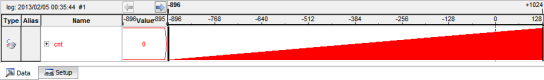 log: 2013/02/05 00:35:44 #1
-896
+1024
Type Alias Name -896 Value 895 -896 -640 -512 -384 -256 -128 0 128
cnt 0
Data Setup